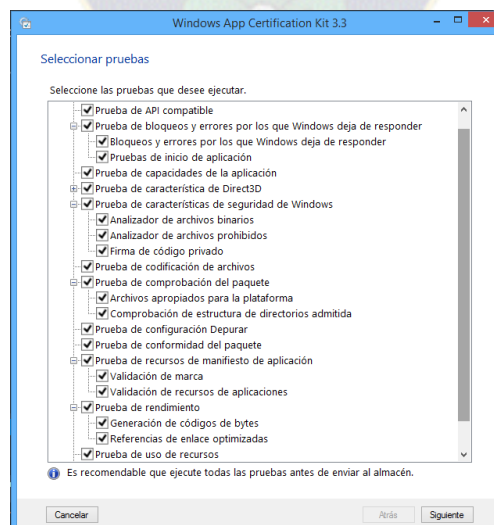 Windows App Certification Kit 3.3
Seleccionar pruebas
Seleccione las pruebas que desee ejecutar.
Prueba de API compatible
Prueba de bloqueos y errores por los que Windows deja de responder
Bloqueos y errores por los que Windows deja de responder
Pruebas de inicio de aplicación
Prueba de capacidades de la aplicación
Prueba de característica de Direct3D
Prueba de características de seguridad de Windows
Analizador de archivos binarios
Analizador de archivos prohibidos
Firma de código privado
Prueba de codificación de archivos
Prueba de comprobación del paquete
Archivos apropiados para la plataforma
Comprobación de estructura de directorios admitida
Prueba de configuración Depurar
Prueba de conformidad del paquete
Prueba de recursos de manifiesto de aplicación
Validación de marca
Validación de recursos de aplicaciones
Prueba de rendimiento
Generación de códigos de bytes
Referencias de enlace optimizadas
Prueba de uso de recursos
Es recomendable que ejecute todas las pruebas antes de enviar al almacén.
Cancelar Atrás Siguiente